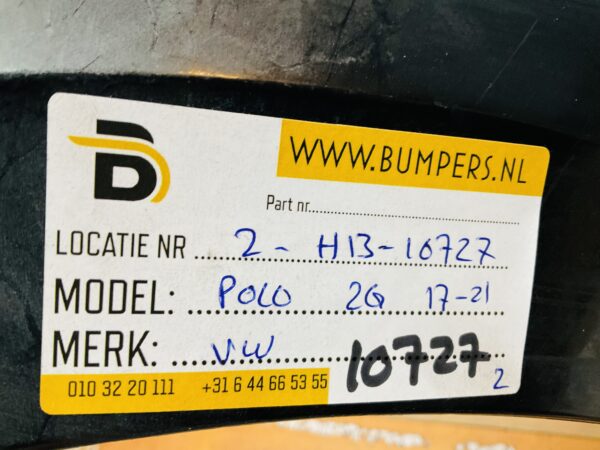 B
WWW.BUMPERS.NL
Part nr.
LOCATIE NR 2 - H13-10727
MODEL: POLO 2G 17-21
MERK: VW 10727
010 32 20 111 +31 6 44 66 53 55 2